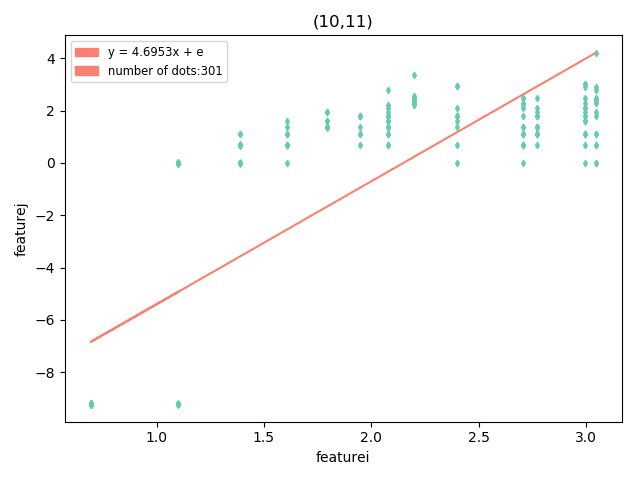 (10,11)
y = 4.6953x + e
number of dots:301
4
2
0
−2
−4
−6
−8
featurej
1.0 1.5 2.0 2.5 3.0
featurei